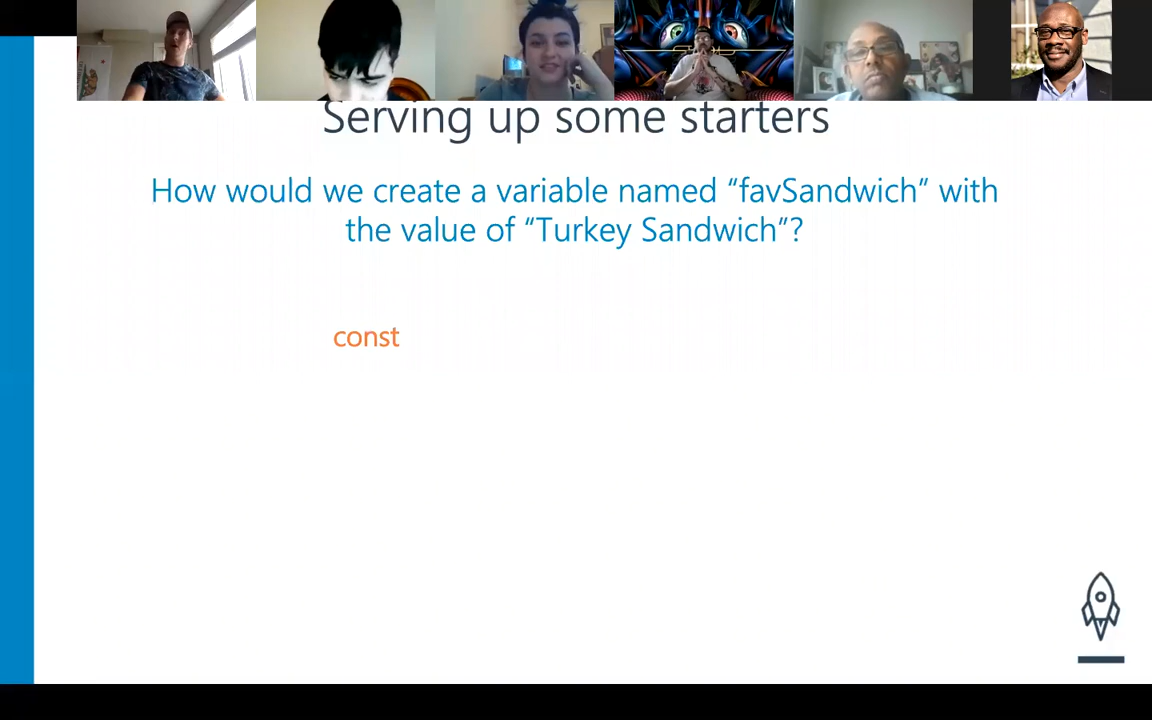 Serving up some starters
How would we create a variable named “favSandwich” with
the value of “Turkey Sandwich”?
const